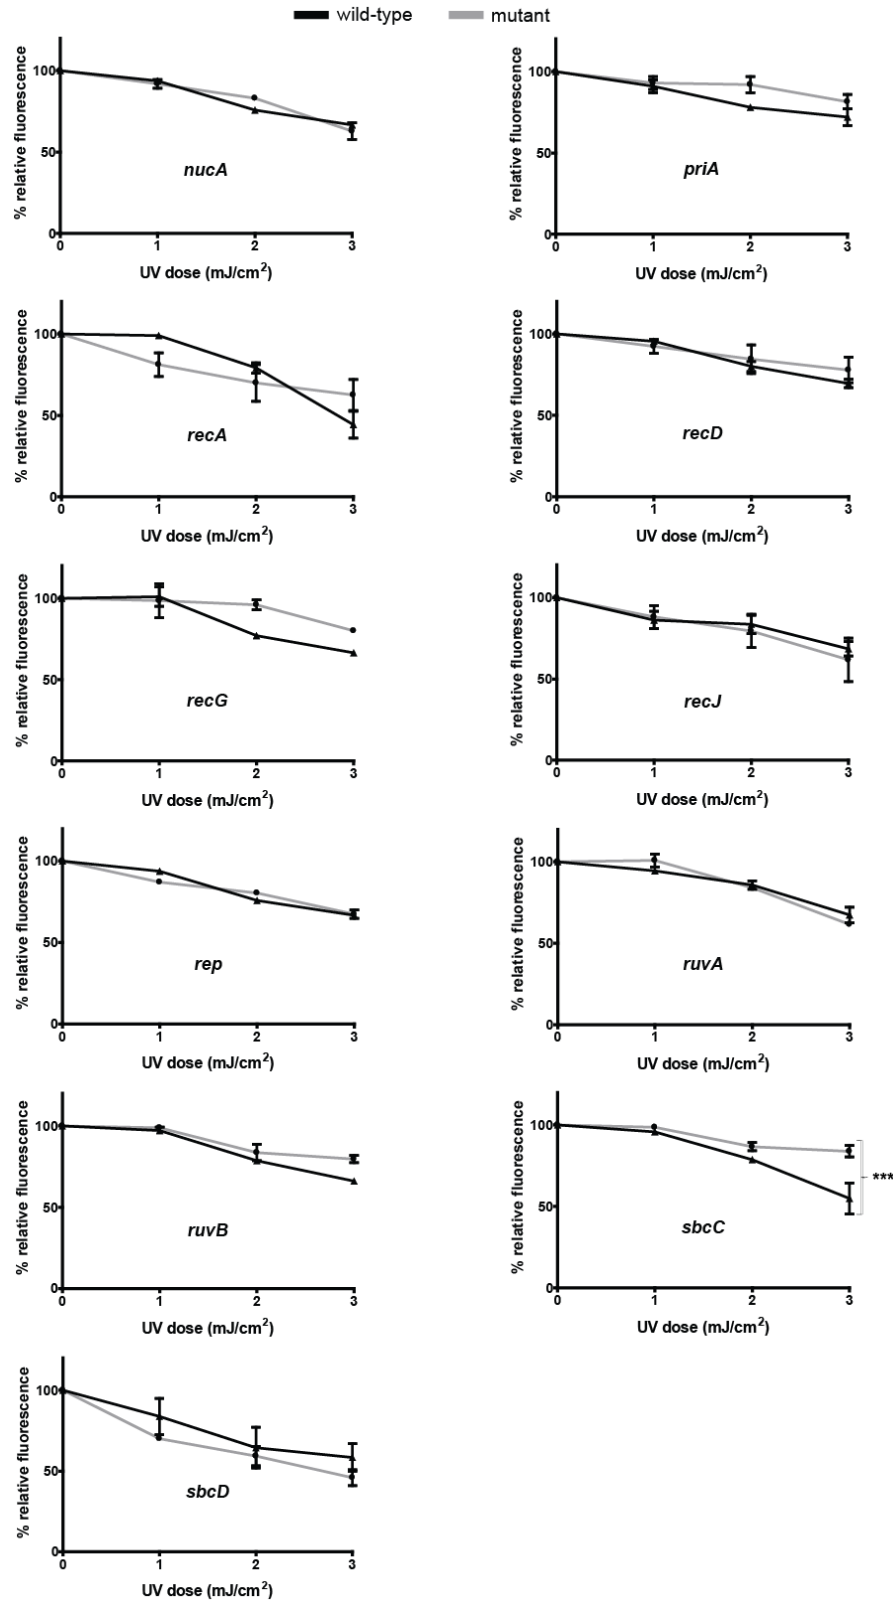 wild-type mutant
% relative fluorescence
100
50
0
nucA
0 1 2 3
UV dose (mJ/cm²)
% relative fluorescence
100
50
0
priA
0 1 2 3
UV dose (mJ/cm²)
% relative fluorescence
100
50
0
recA
0 1 2 3
UV dose (mJ/cm²)
% relative fluorescence
100
50
0
recD
0 1 2 3
UV dose (mJ/cm²)
% relative fluorescence
100
50
0
recG
0 1 2 3
UV dose (mJ/cm²)
% relative fluorescence
100
50
0
recJ
0 1 2 3
UV dose (mJ/cm²)
% relative fluorescence
100
50
0
rep
0 1 2 3
UV dose (mJ/cm²)
% relative fluorescence
100
50
0
ruvA
0 1 2 3
UV dose (mJ/cm²)
% relative fluorescence
100
50
0
ruvB
0 1 2 3
UV dose (mJ/cm²)
% relative fluorescence
100
50
0
sbcC
***
0 1 2 3
UV dose (mJ/cm²)
% relative fluorescence
100
50
0
sbcD
0 1 2 3
UV dose (mJ/cm²)